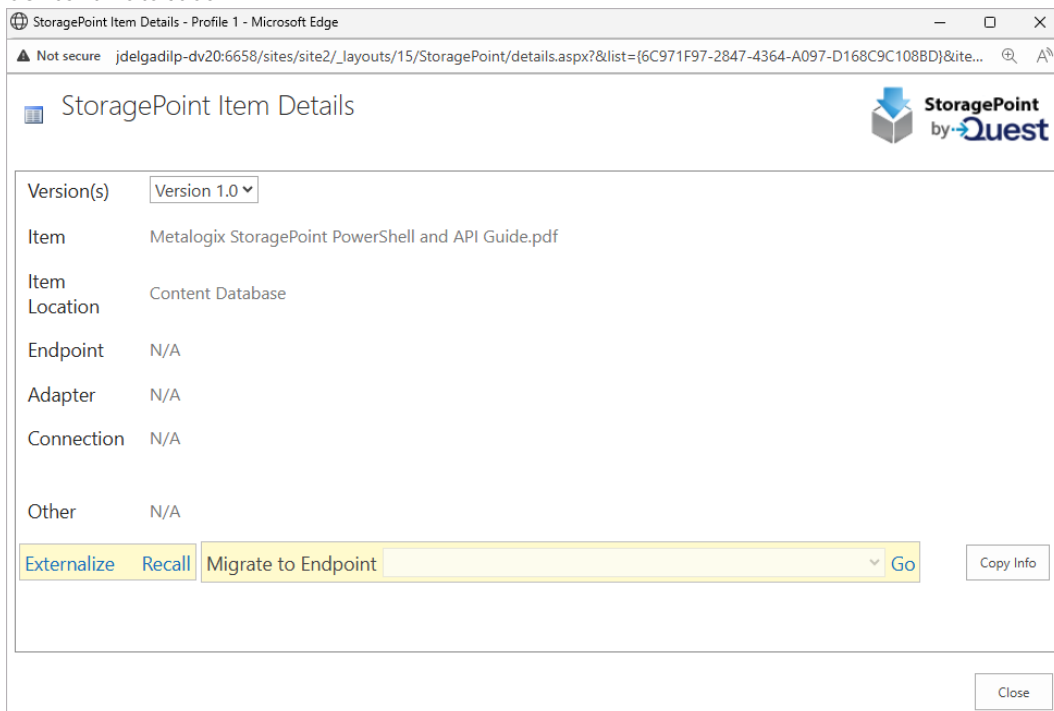 StoragePoint Item Details - Profile 1 - Microsoft Edge
Not secure jdelgadilp-dv20:6658/sites/site2/_layouts/15/StoragePoint/details.aspx?&list={6C971F97-2847-4364-A097-D168C9C108BD}&ite...
StoragePoint Item Details
StoragePoint
by Quest
Version(s) Version 1.0
Item Metalogix StoragePoint PowerShell and API Guide.pdf
Item
Location Content Database
Endpoint N/A
Adapter N/A
Connection N/A
Other N/A
Externalize Recall Migrate to Endpoint Go Copy Info
Close